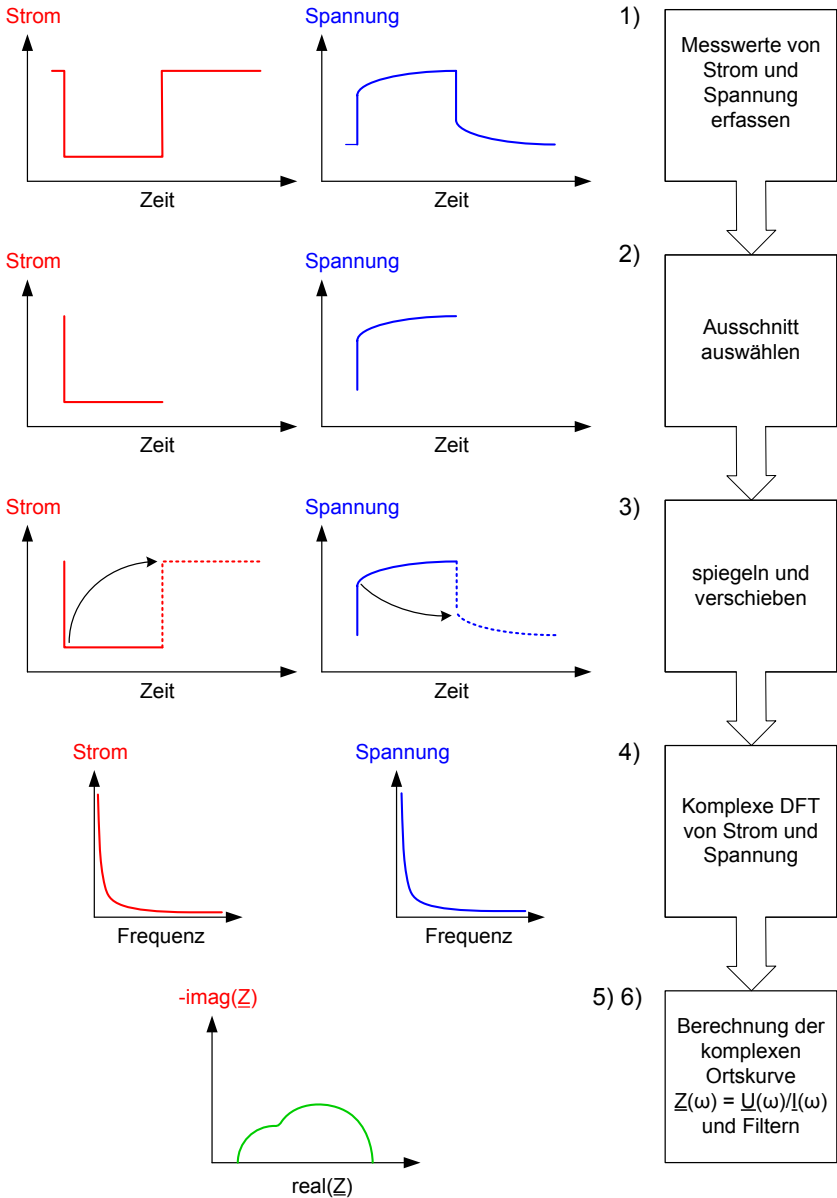 Strom
Spannung
1)
Messwerte von
Strom und
Spannung
erfassen
Zeit
Zeit
Strom
Spannung
2)
Ausschnitt
auswählen
Zeit
Zeit
Strom
Spannung
3)
spiegeln und
verschieben
Zeit
Zeit
Strom
Spannung
4)
Komplexe DFT
von Strom und
Spannung
Frequenz
Frequenz
-imag(Z)
5) 6)
Berechnung der
komplexen
Ortskurve
Z(ω) = U(ω)/I(ω)
und Filtern
real(Z)